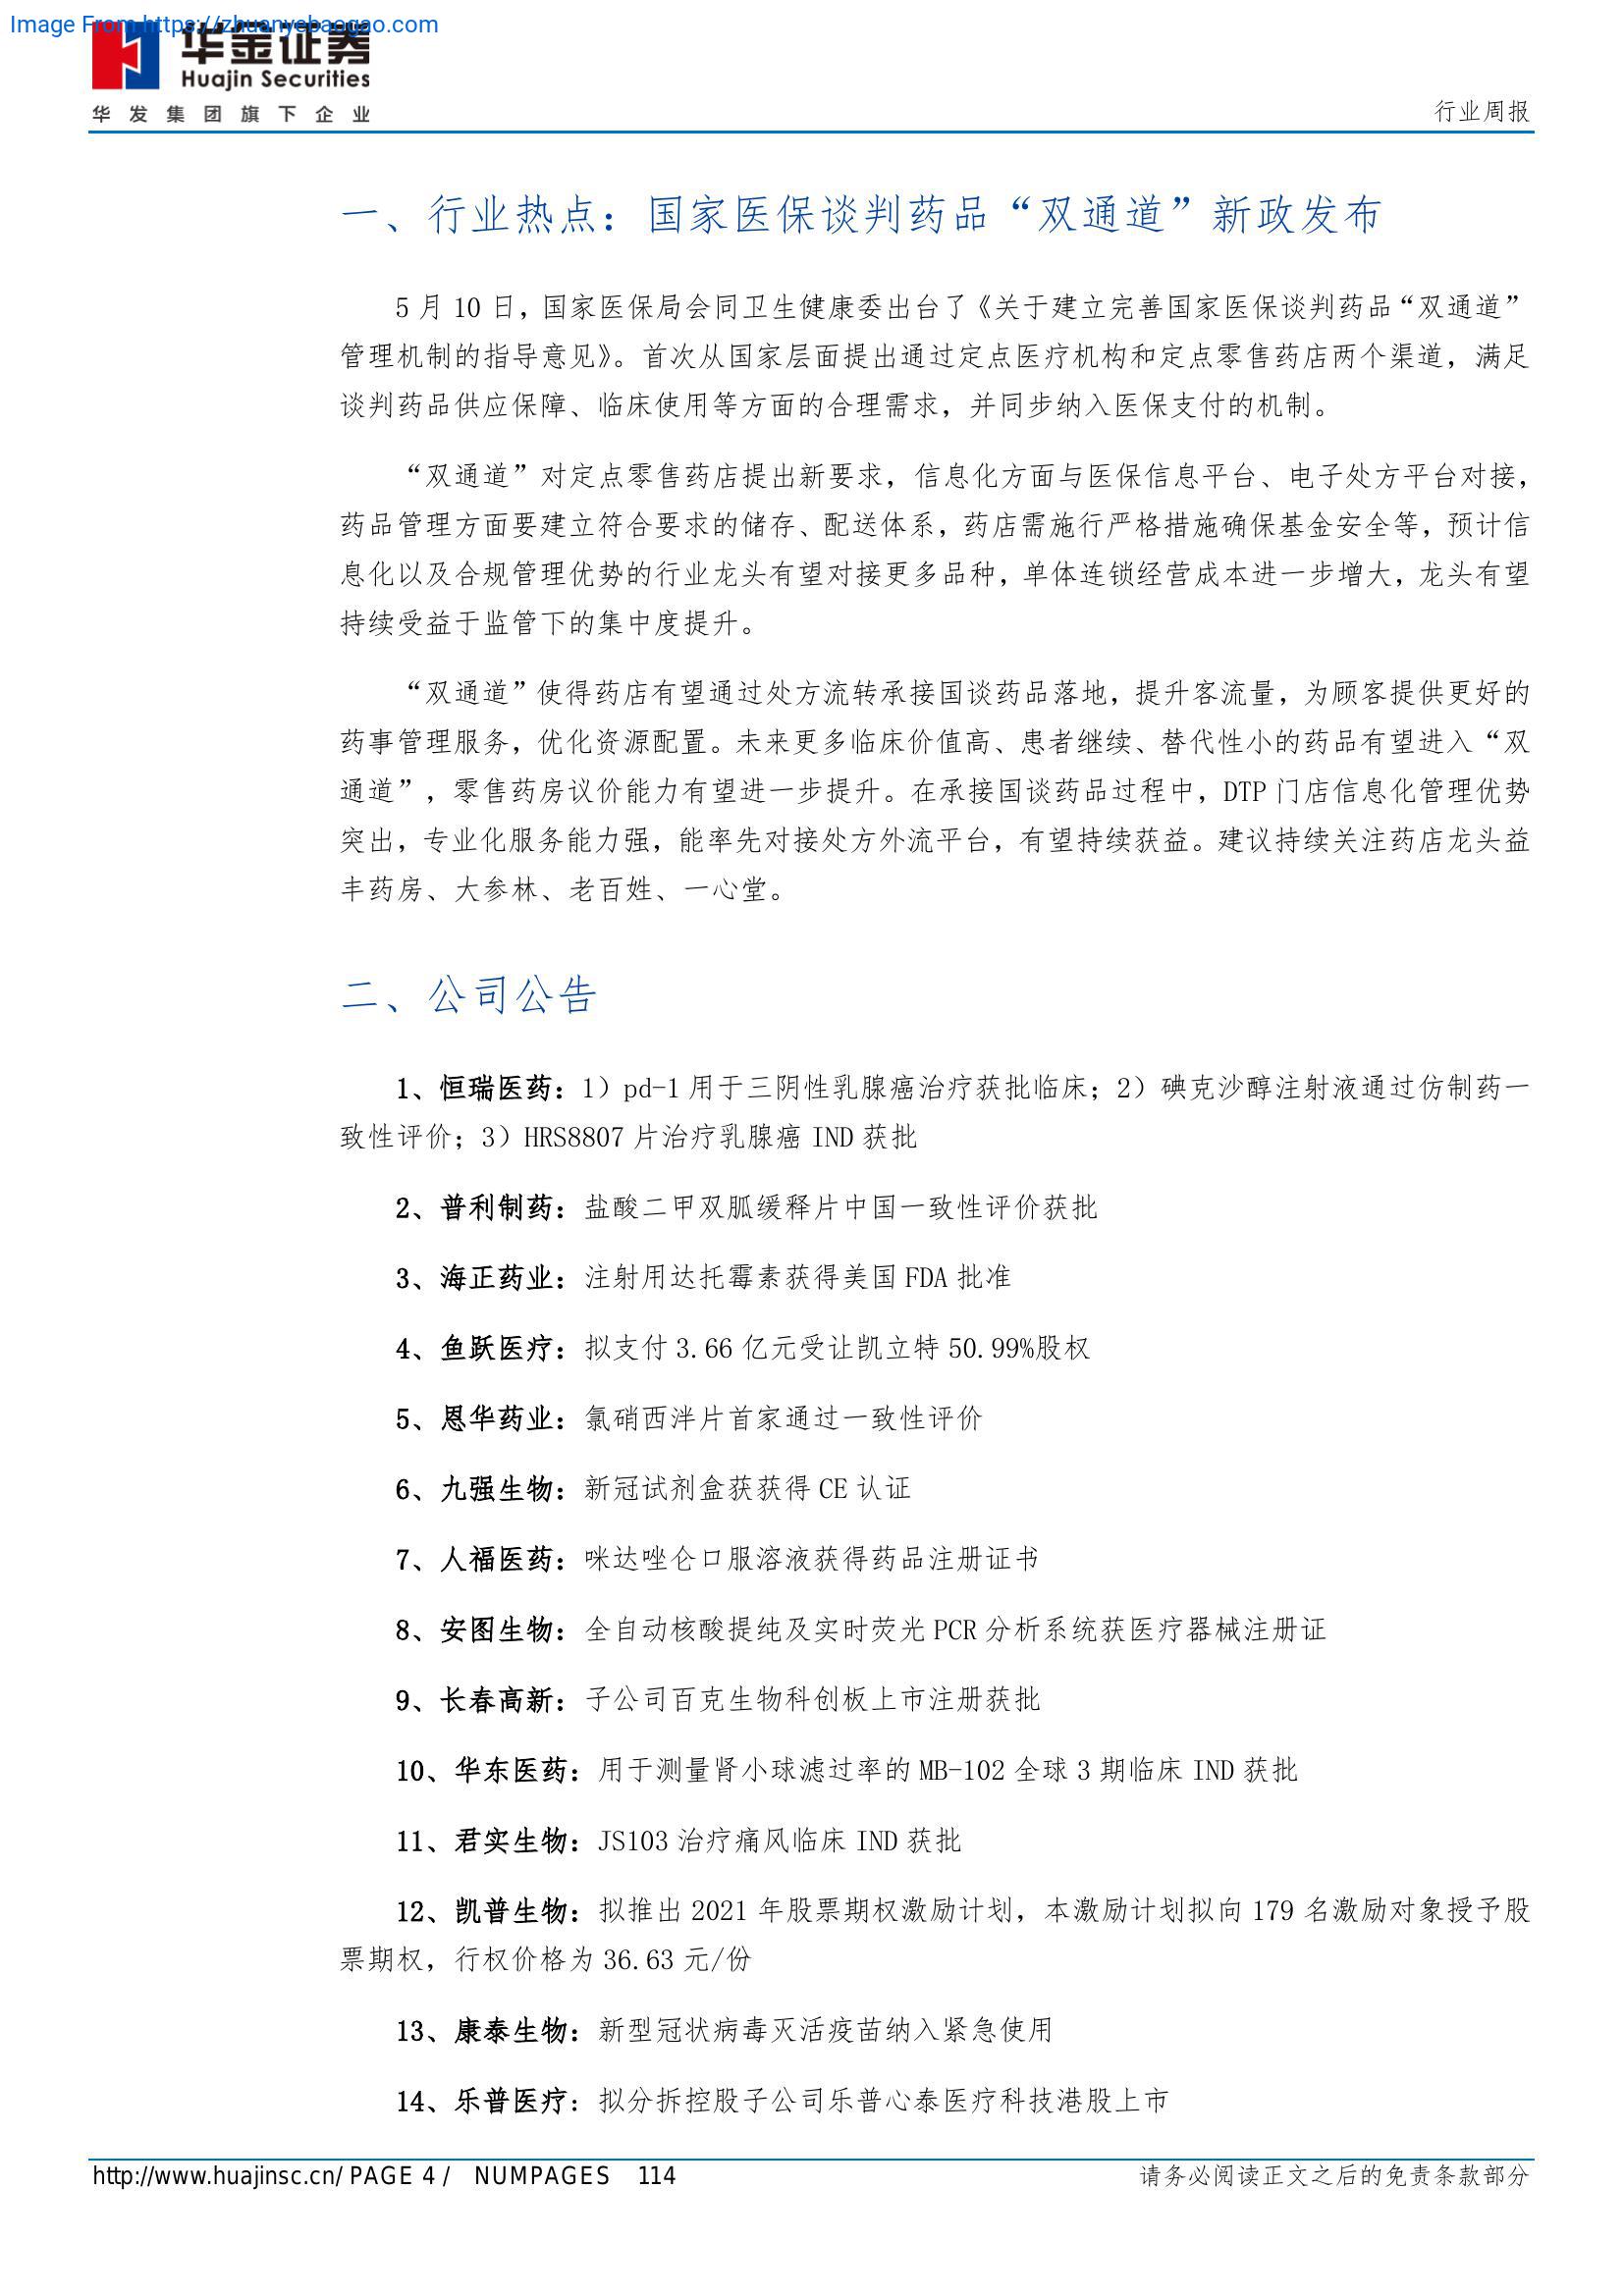 Image From https://zhuanyebaogao.com
华金证券
Huajin Securities
华发集团旗下企业
行业周报
一、行业热点：国家医保谈判药品“双通道”新政发布
5 月 10 日，国家医保局会同卫生健康委出台了《关于建立完善国家医保谈判药品“双通道”
管理机制的指导意见》。首次从国家层面提出通过定点医疗机构和定点零售药店两个渠道，满足
谈判药品供应保障、临床使用等方面的合理需求，并同步纳入医保支付的机制。
“双通道”对定点零售药店提出新要求，信息化方面与医保信息平台、电子处方平台对接，
药品管理方面要建立符合要求的储存、配送体系，药店需施行严格措施确保基金安全等，预计信
息化以及合规管理优势的行业龙头有望对接更多品种，单体连锁经营成本进一步增大，龙头有望
持续受益于监管下的集中度提升。
“双通道”使得药店有望通过处方流转承接国谈药品落地，提升客流量，为顾客提供更好的
药事管理服务，优化资源配置。未来更多临床价值高、患者继续、替代性小的药品有望进入“双
通道”，零售药房议价能力有望进一步提升。在承接国谈药品过程中，DTP 门店信息化管理优势
突出，专业化服务能力强，能率先对接处方外流平台，有望持续获益。建议持续关注药店龙头益
丰药房、大参林、老百姓、一心堂。
二、公司公告
1、恒瑞医药：1）pd-1 用于三阴性乳腺癌治疗获批临床；2）碘克沙醇注射液通过仿制药一
致性评价；3）HRS8807 片治疗乳腺癌 IND 获批
2、普利制药：盐酸二甲双胍缓释片中国一致性评价获批
3、海正药业：注射用达托霉素获得美国 FDA 批准
4、鱼跃医疗：拟支付 3.66 亿元受让凯立特 50.99%股权
5、恩华药业：氯硝西泮片首家通过一致性评价
6、九强生物：新冠试剂盒获获得 CE 认证
7、人福医药：咪达唑仑口服溶液获得药品注册证书
8、安图生物：全自动核酸提纯及实时荧光 PCR 分析系统获医疗器械注册证
9、长春高新：子公司百克生物科创板上市注册获批
10、华东医药：用于测量肾小球滤过率的 MB-102 全球 3 期临床 IND 获批
11、君实生物：JS103 治疗痛风临床 IND 获批
12、凯普生物：拟推出 2021 年股票期权激励计划，本激励计划拟向 179 名激励对象授予股
票期权，行权价格为 36.63 元/份
13、康泰生物：新型冠状病毒灭活疫苗纳入紧急使用
14、乐普医疗：拟分拆控股子公司乐普心泰医疗科技港股上市
http://www.huajinsc.cn/ PAGE 4 / NUMPAGES 114
请务必阅读正文之后的免责条款部分